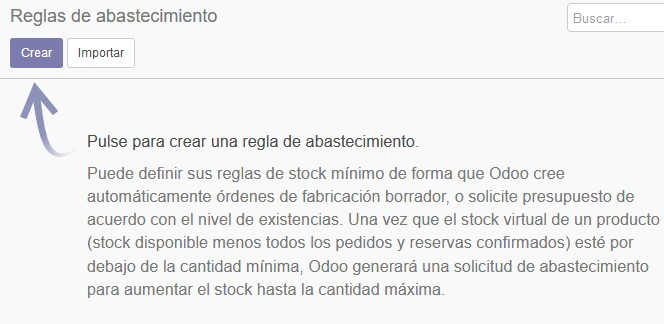 Reglas de abastecimiento
Buscar...
Crear
Importar
Pulse para crear una regla de abastecimiento.
Puede definir sus reglas de stock mínimo de forma que Odoo cree
automáticamente órdenes de fabricación borrador, o solicite presupuesto de
acuerdo con el nivel de existencias. Una vez que el stock virtual de un producto
(stock disponible menos todos los pedidos y reservas confirmados) esté por
debajo de la cantidad mínima, Odoo generará una solicitud de abastecimiento
para aumentar el stock hasta la cantidad máxima.